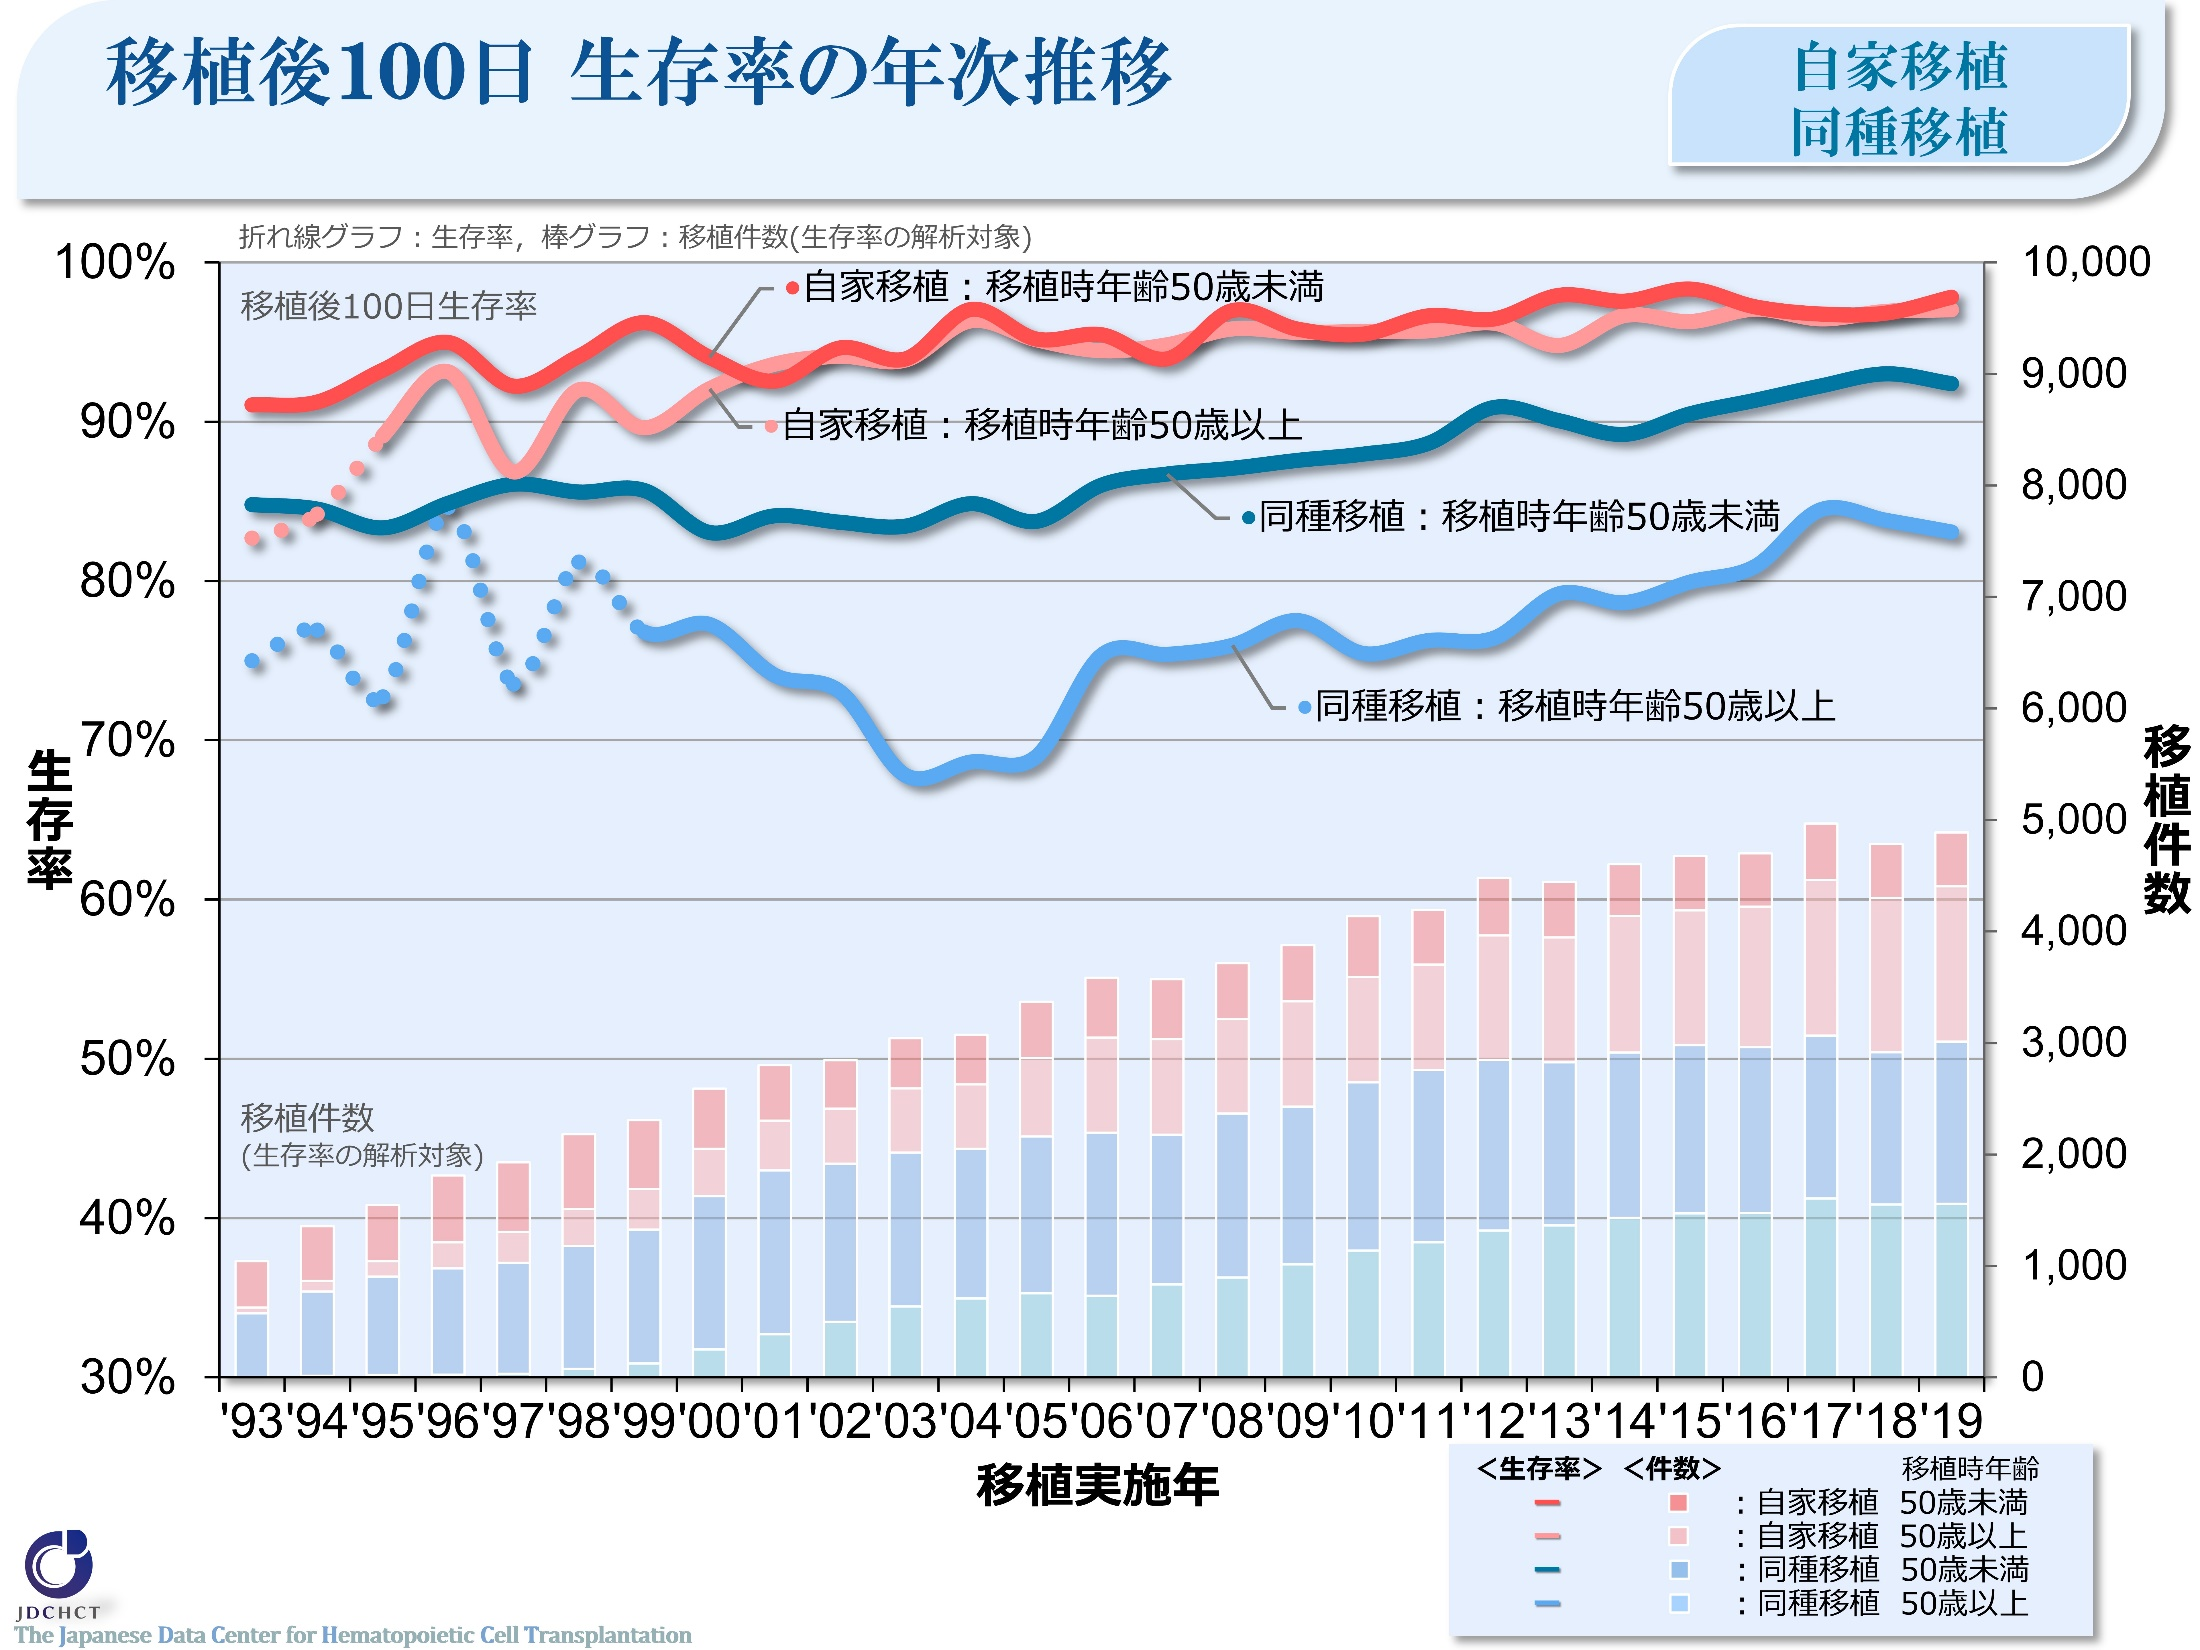 移植後100日 生存率の年次推移
自家移植
同種移植
折れ線グラフ：生存率，棒グラフ：移植件数(生存率の解析対象)
移植後100日生存率
自家移植：移植時年齢50歳未満
自家移植：移植時年齢50歳以上
同種移植：移植時年齢50歳未満
同種移植：移植時年齢50歳以上
移植件数
(生存率の解析対象)
生存率
100%
90%
80%
70%
60%
50%
40%
30%
移植件数
10,000
9,000
8,000
7,000
6,000
5,000
4,000
3,000
2,000
1,000
0
'93 '94 '95 '96 '97 '98 '99 '00 '01 '02 '03 '04 '05 '06 '07 '08 '09 '10 '11 '12 '13 '14 '15 '16 '17 '18 '19
移植実施年
＜生存率＞ ＜件数＞ 移植時年齢
：自家移植 50歳未満
：自家移植 50歳以上
：同種移植 50歳未満
：同種移植 50歳以上
JDCHCT
The Japanese Data Center for Hematopoietic Cell Transplantation